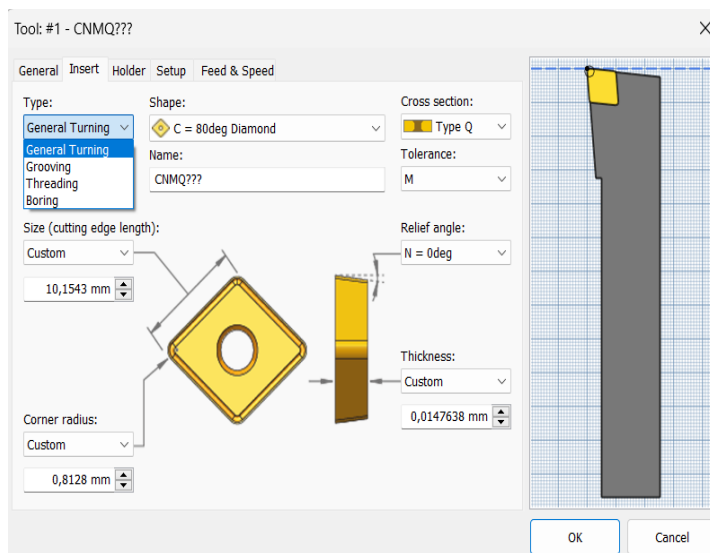 Tool: #1 - CNMQ???
General Insert Holder Setup Feed & Speed
Type:
General Turning
General Turning
Grooving
Threading
Boring
Shape:
C = 80deg Diamond
Name:
CNMQ???
Cross section:
Type Q
Tolerance:
M
Size (cutting edge length):
Custom
10,1543 mm
Relief angle:
N = 0deg
Thickness:
Custom
0,0147638 mm
Corner radius:
Custom
0,8128 mm
OK Cancel